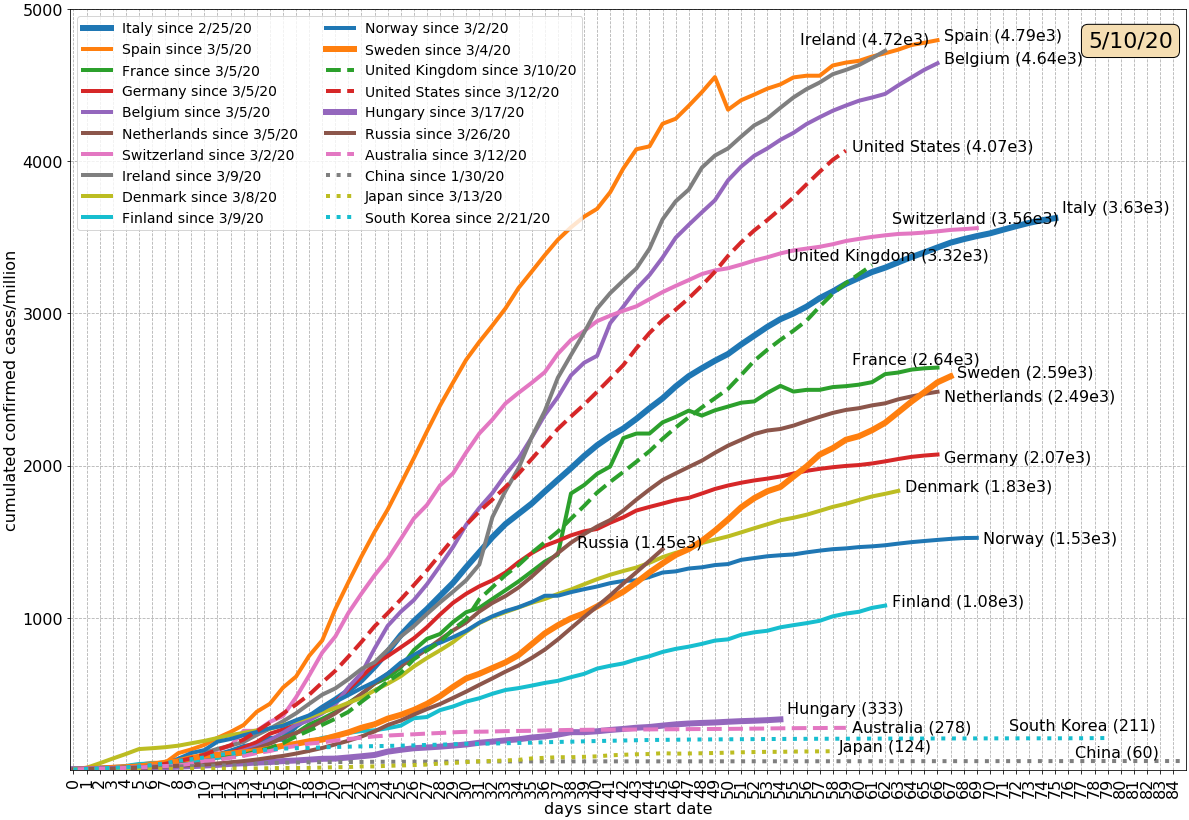 5000
4000
3000
2000
1000
cumulated confirmed cases/million
Italy since 2/25/20
Spain since 3/5/20
France since 3/5/20
Germany since 3/5/20
Belgium since 3/5/20
Netherlands since 3/5/20
Switzerland since 3/2/20
Ireland since 3/9/20
Denmark since 3/8/20
Finland since 3/9/20
Norway since 3/2/20
Sweden since 3/4/20
United Kingdom since 3/10/20
United States since 3/12/20
Hungary since 3/17/20
Russia since 3/26/20
Australia since 3/12/20
China since 1/30/20
Japan since 3/13/20
South Korea since 2/21/20
5/10/20
Ireland (4.72e3)
Spain (4.79e3)
Belgium (4.64e3)
United States (4.07e3)
Italy (3.63e3)
Switzerland (3.56e3)
United Kingdom (3.32e3)
France (2.64e3)
Sweden (2.59e3)
Netherlands (2.49e3)
Germany (2.07e3)
Denmark (1.83e3)
Russia (1.45e3)
Norway (1.53e3)
Finland (1.08e3)
Hungary (333)
Australia (278)
South Korea (211)
Japan (124)
China (60)
0 1 2 3 4 5 6 7 8 9 10 11 12 13 14 15 16 17 18 19 20 21 22 23 24 25 26 27 28 29 30 31 32 33 34 35 36 37 38 39 40 41 42 43 44 45 46 47 48 49 50 51 52 53 54 55 56 57 58 59 60 61 62 63 64 65 66 67 68 69 70 71 72 73 74 75 76 77 78 79 80 81 82 83 84
days since start date